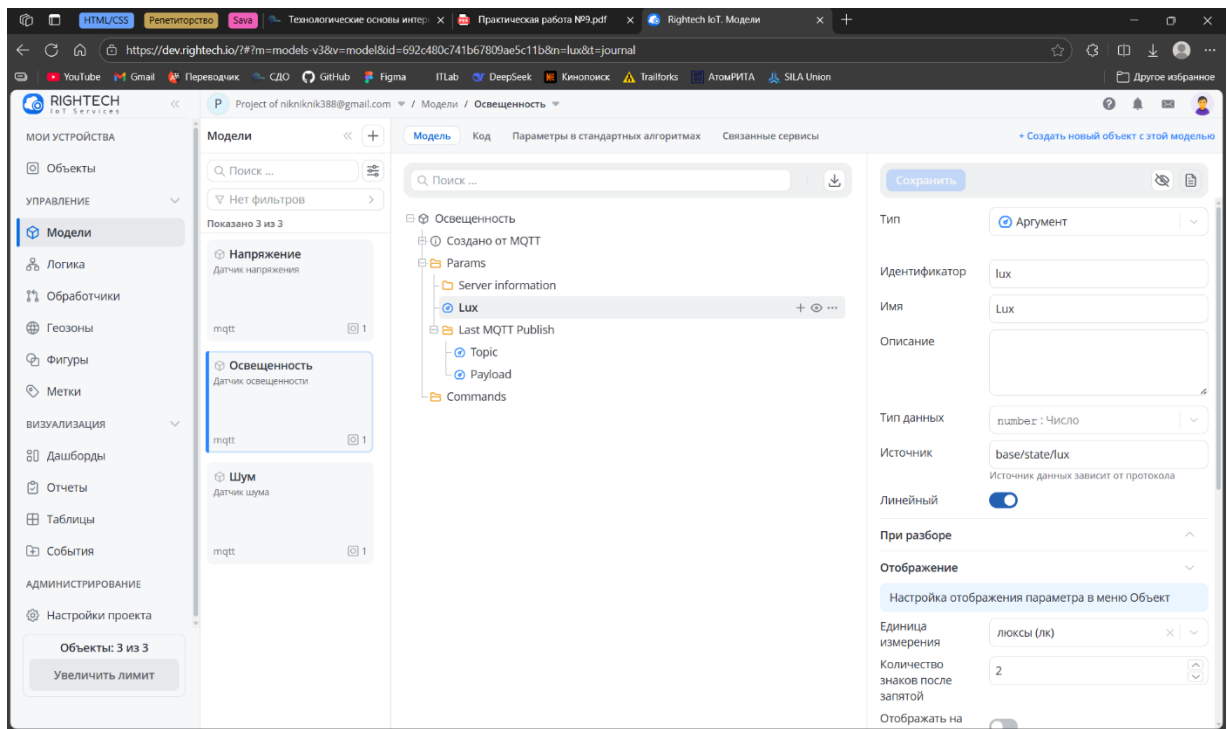 HTML/CSS
Репетиторство
Sava
Технологические основы интер
Практическая работа №9.pdf
Rightech IoT. Модели
https://dev.rightech.io/?#?m=models-v3&v=model&id=692c480c741b67809ae5c11b&n=lux&t=journal
YouTube
Gmail
Переводчик
СДО
GitHub
Figma
ITLab
DeepSeek
Кинопоиск
Trailforks
АтомРИТА
SILA Union
Другое избранное
RIGHTECH
IoT Services
Project of nikniknik388@gmail.com / Модели / Освещенность
МОИ УСТРОЙСТВА
Объекты
УПРАВЛЕНИЕ
Модели
Логика
Обработчики
Геозоны
Фигуры
Метки
ВИЗУАЛИЗАЦИЯ
Дашборды
Отчеты
Таблицы
События
АДМИНИСТРИРОВАНИЕ
Настройки проекта
Объекты: 3 из 3
Увеличить лимит
Модели
Поиск ...
Нет фильтров
Показано 3 из 3
Напряжение
Датчик напряжения
mqtt 1
Освещенность
Датчик освещенности
mqtt 1
Шум
Датчик шума
mqtt 1
Модель
Код
Параметры в стандартных алгоритмах
Связанные сервисы
+ Создать новый объект с этой моделью
Поиск ...
Освещенность
Создано от MQTT
Params
Server information
Lux
Last MQTT Publish
Topic
Payload
Commands
Сохранить
Тип
Аргумент
Идентификатор
lux
Имя
Lux
Описание
Тип данных
number : Число
Источник
base/state/lux
Источник данных зависит от протокола
Линейный
При разборе
Отображение
Настройка отображения параметра в меню Объект
Единица
измерения
люксы (лк)
Количество
знаков после
запятой
2
Отображать на